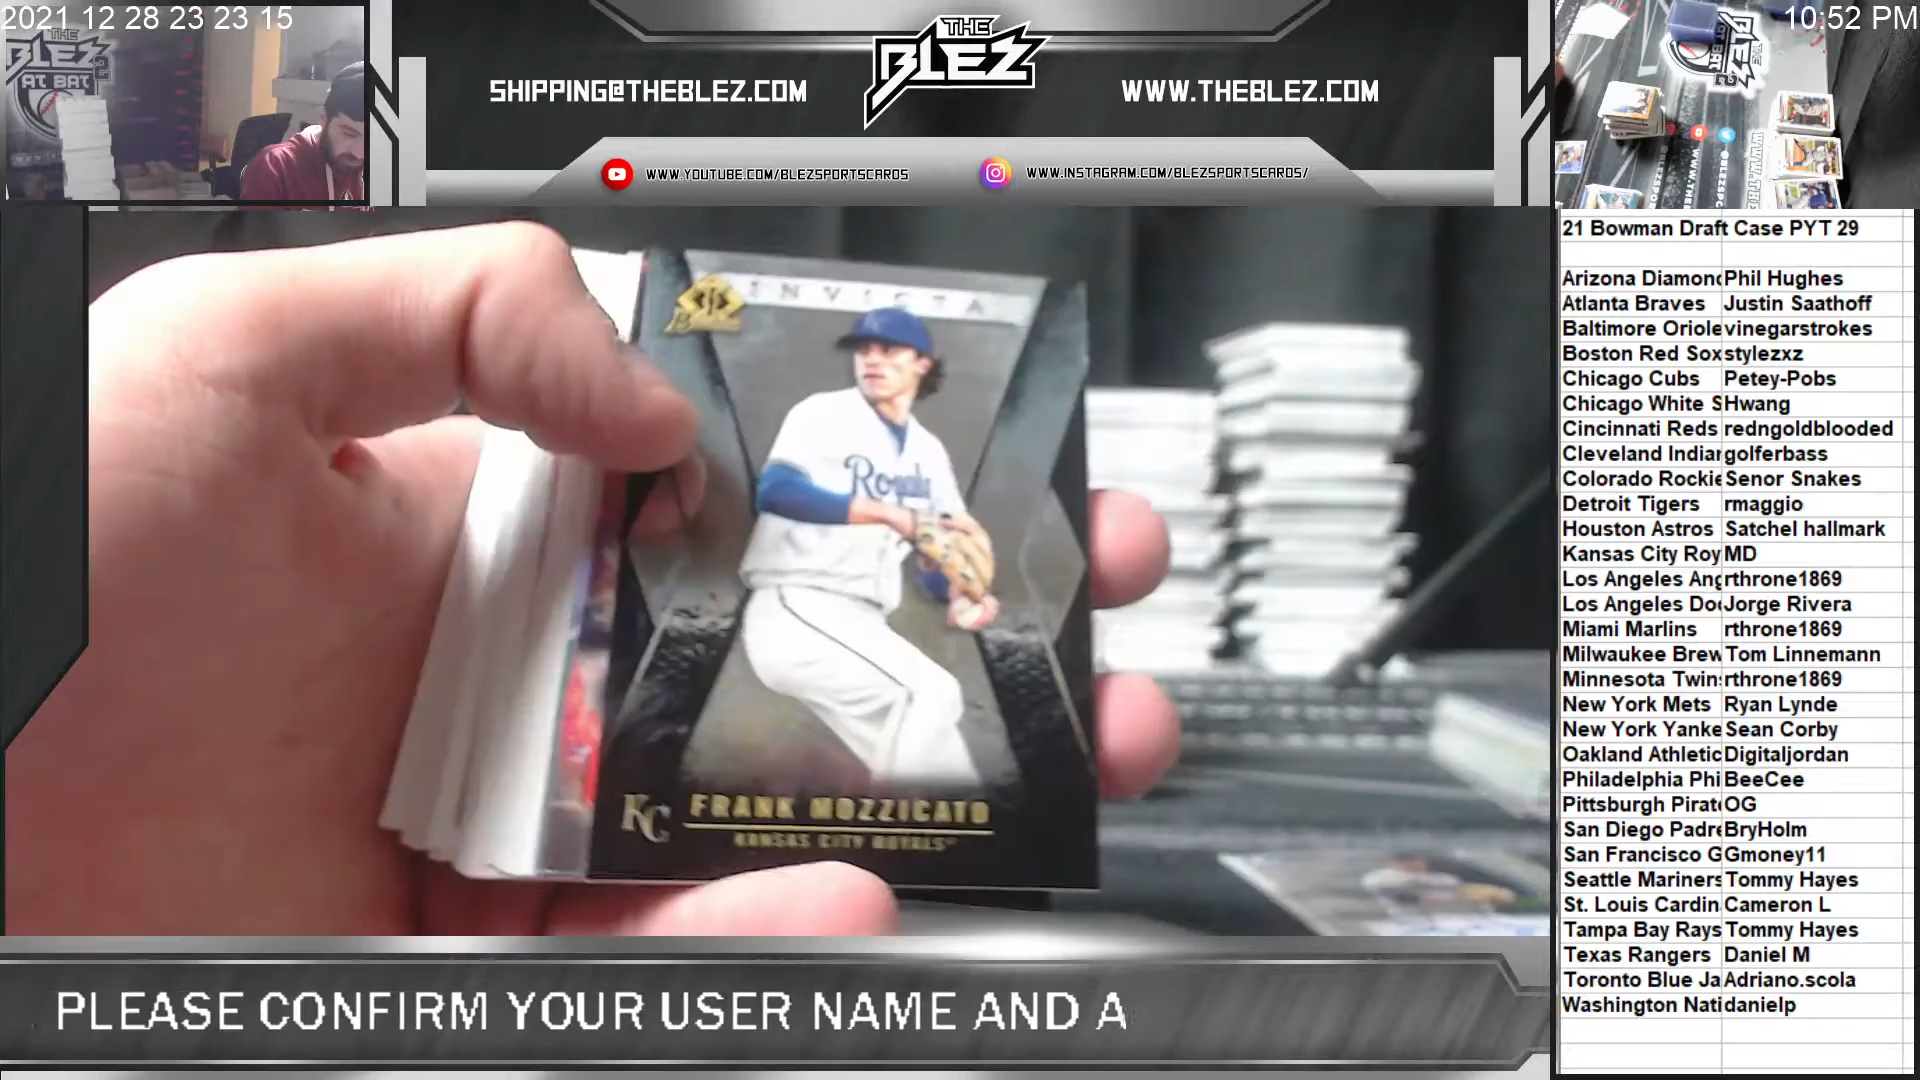 2021 12 28 23 23 15
THE
BLEZ
AT BAT
THE
BLEZ
SHIPPING@THEBLEZ.COM
WWW.THEBLEZ.COM
WWW.YOUTUBE.COM/BLEZSPORTSCARDS
WWW.INSTAGRAM.COM/BLEZSPORTSCARDS/
10:52 PM
THE
BLEZ
AT BAT
INVICTA
Royals
KC
FRANK MOZZICATO
KANSAS CITY ROYALS
21 Bowman Draft Case PYT 29
Arizona Diamond Phil Hughes
Atlanta Braves Justin Saathoff
Baltimore Oriole vinegarstrokes
Boston Red Sox stylezxz
Chicago Cubs Petey-Pobs
Chicago White S Hwang
Cincinnati Reds redngoldblooded
Cleveland Indian golferbass
Colorado Rockie Senor Snakes
Detroit Tigers rmaggio
Houston Astros Satchel hallmark
Kansas City Roy MD
Los Angeles Ang rthrone1869
Los Angeles Dod Jorge Rivera
Miami Marlins rthrone1869
Milwaukee Brew Tom Linnemann
Minnesota Twins rthrone1869
New York Mets Ryan Lynde
New York Yanke Sean Corby
Oakland Athletic Digitaljordan
Philadelphia Phi BeeCee
Pittsburgh Pirat OG
San Diego Padre BryHolm
San Francisco G Gmoney11
Seattle Mariners Tommy Hayes
St. Louis Cardin Cameron L
Tampa Bay Rays Tommy Hayes
Texas Rangers Daniel M
Toronto Blue Ja Adriano.scola
Washington Nati danielp
PLEASE CONFIRM YOUR USER NAME AND A